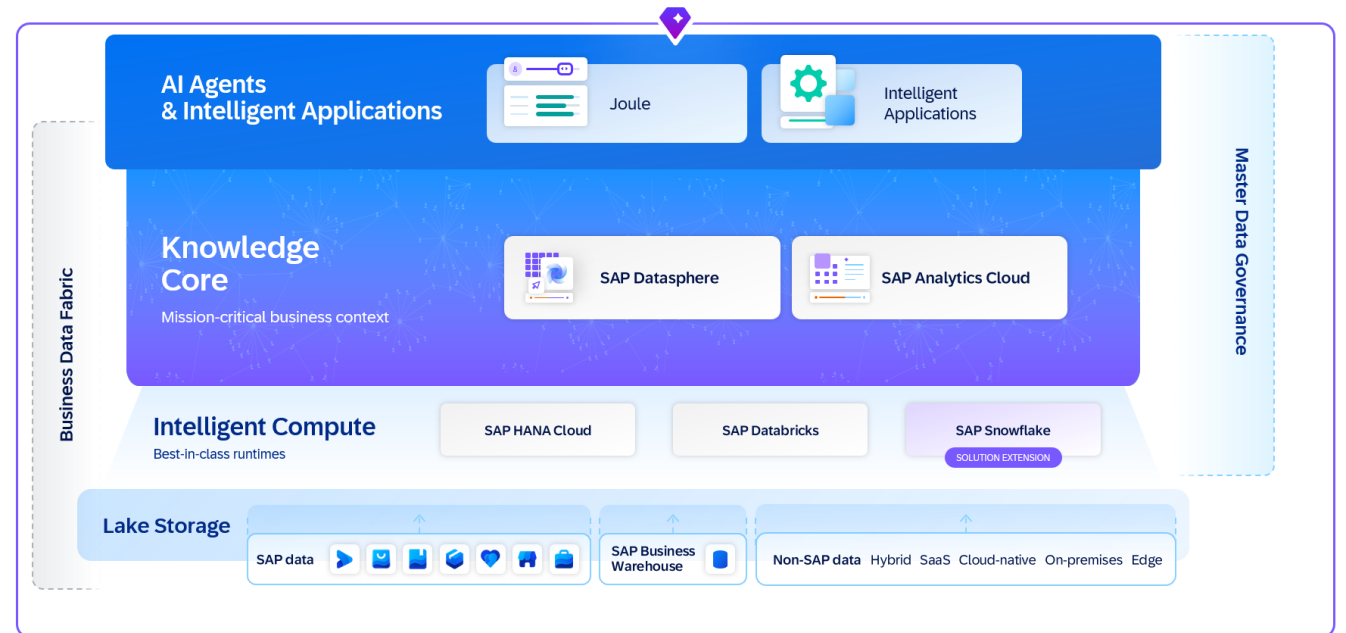 AI Agents
& Intelligent Applications
Joule
Intelligent
Applications
Business Data Fabric
Master Data Governance
Knowledge
Core
Mission-critical business context
SAP Datasphere
SAP Analytics Cloud
Intelligent Compute
Best-in-class runtimes
SAP HANA Cloud
SAP Databricks
SAP Snowflake
SOLUTION EXTENSION
Lake Storage
SAP data
SAP Business
Warehouse
Non-SAP data Hybrid SaaS Cloud-native On-premises Edge